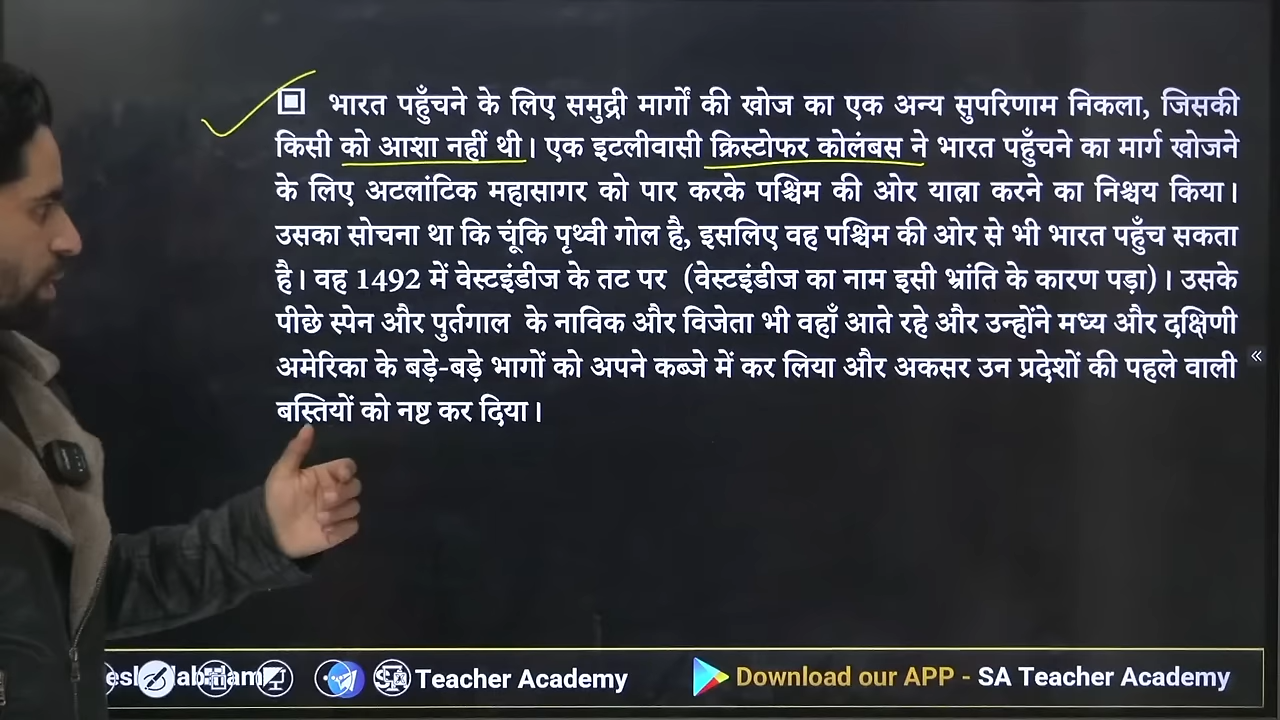 भारत पहुँचने के लिए समुद्री मार्गों की खोज का एक अन्य सुपरिणाम निकला, जिसकी
किसी को आशा नहीं थी। एक इटलीवासी क्रिस्टोफर कोलंबस ने भारत पहुँचने का मार्ग खोजने
के लिए अटलांटिक महासागर को पार करके पश्चिम की ओर यात्रा करने का निश्चय किया।
उसका सोचना था कि चूंकि पृथ्वी गोल है, इसलिए वह पश्चिम की ओर से भी भारत पहुँच सकता
है। वह 1492 में वेस्टइंडीज के तट पर (वेस्टइंडीज का नाम इसी भ्रांति के कारण पड़ा)। उसके
पीछे स्पेन और पुर्तगाल के नाविक और विजेता भी वहाँ आते रहे और उन्होंने मध्य और दक्षिणी
अमेरिका के बड़े-बड़े भागों को अपने कब्जे में कर लिया और अकसर उन प्रदेशों की पहले वाली
बस्तियों को नष्ट कर दिया।
Teacher Academy Download our APP - SA Teacher Academy